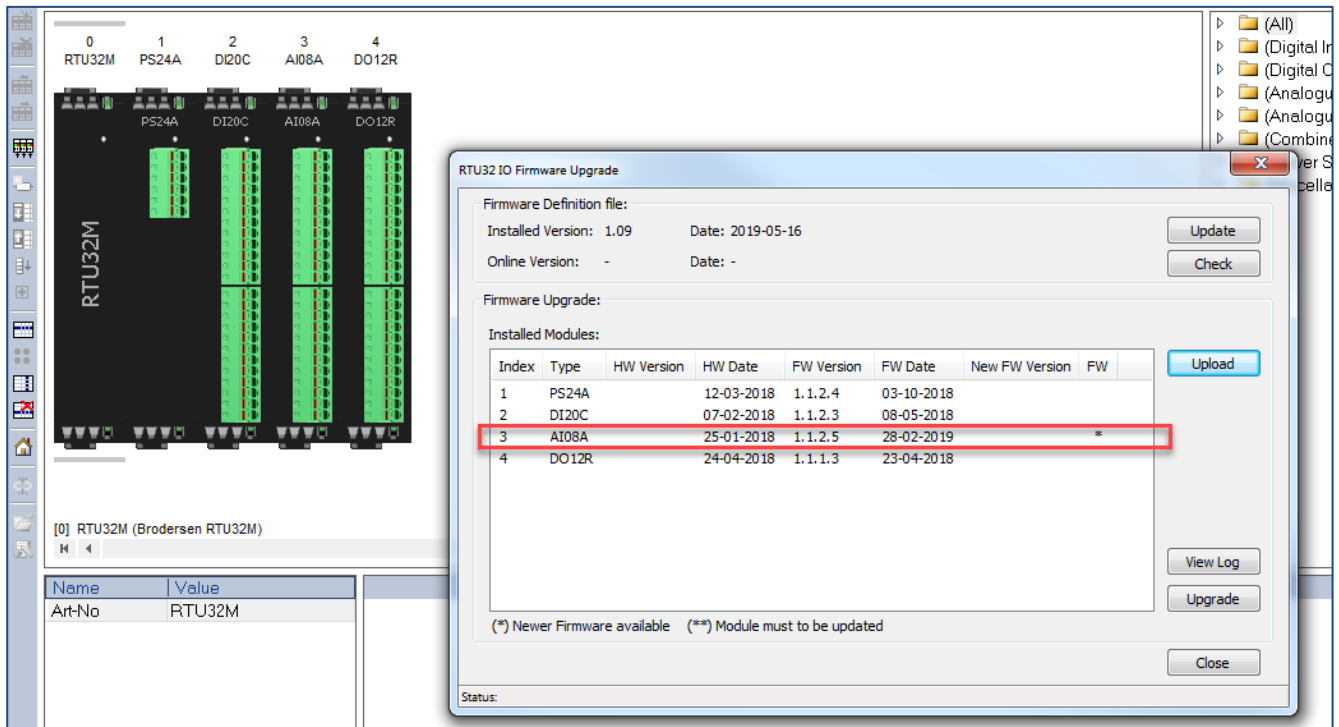 0 1 2 3 4
RTU32M PS24A DI20C AI08A DO12R
PS24A DI20C AI08A DO12R
RTU32M
[0] RTU32M (Brodersen RTU32M)
Name Value
Art-No RTU32M
(All)
(Digital In
(Digital O
(Analogu
(Analogu
(Combine
ver S
cella
RTU32 IO Firmware Upgrade
Firmware Definition file:
Installed Version: 1.09 Date: 2019-05-16 Update
Online Version: - Date: - Check
Firmware Upgrade:
Installed Modules:
Index Type HW Version HW Date FW Version FW Date New FW Version FW Upload
1 PS24A 12-03-2018 1.1.2.4 03-10-2018
2 DI20C 07-02-2018 1.1.2.3 08-05-2018
3 AI08A 25-01-2018 1.1.2.5 28-02-2019 *
4 DO12R 24-04-2018 1.1.1.3 23-04-2018
View Log
Upgrade
(*) Newer Firmware available (**) Module must to be updated
Close
Status: